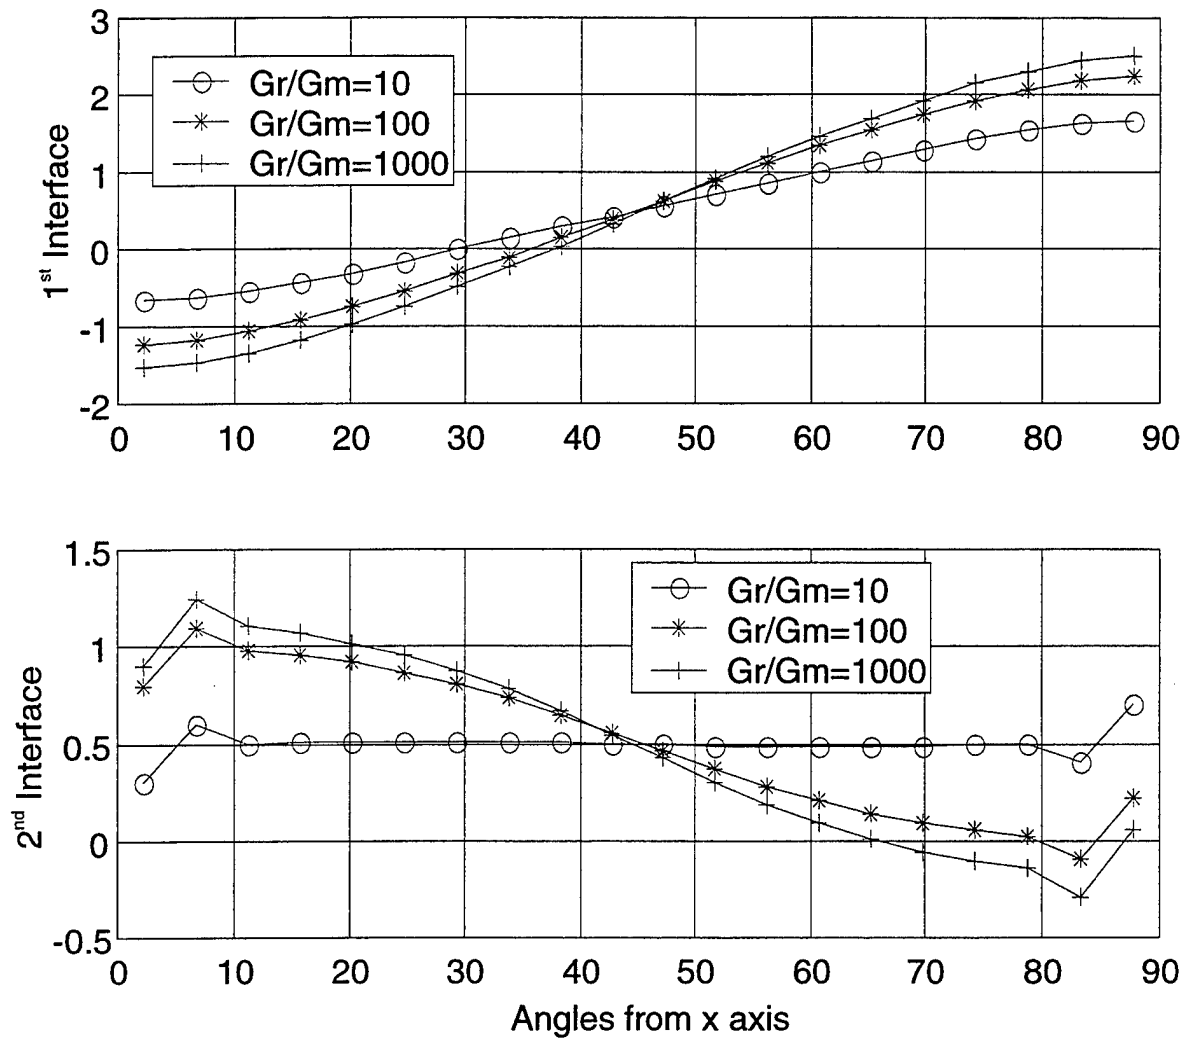 3
2
1
0
-1
-2
1st Interface
Gr/Gm=10
Gr/Gm=100
Gr/Gm=1000
0 10 20 30 40 50 60 70 80 90
1.5
1
0.5
0
-0.5
2nd Interface
Gr/Gm=10
Gr/Gm=100
Gr/Gm=1000
0 10 20 30 40 50 60 70 80 90
Angles from x axis